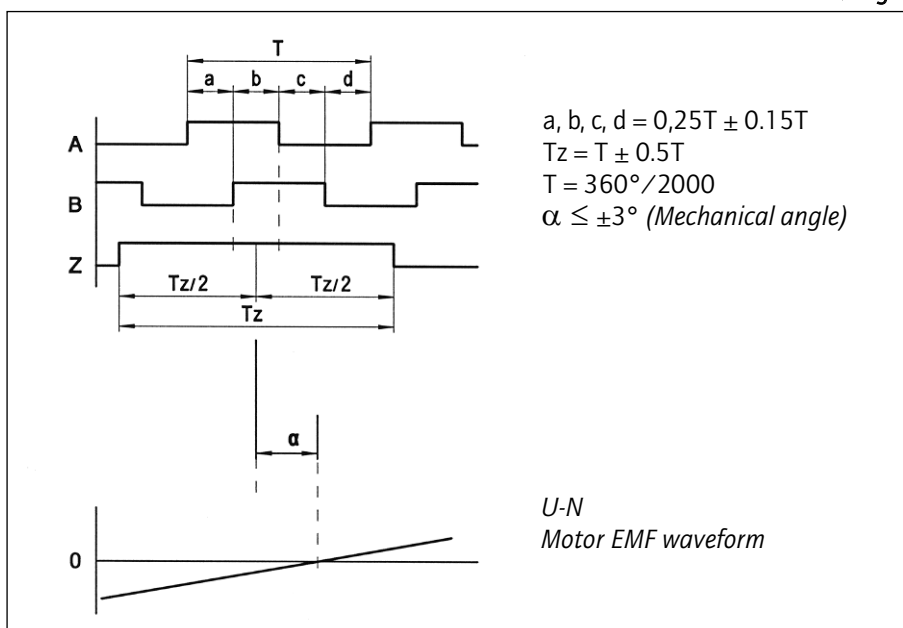 T
a b c d
A
B
Z
Tz/2 Tz/2
Tz
α
0
a, b, c, d = 0,25T ± 0.15T
Tz = T ± 0.5T
T = 360°/2000
α ≤ ±3° (Mechanical angle)
U-N
Motor EMF waveform